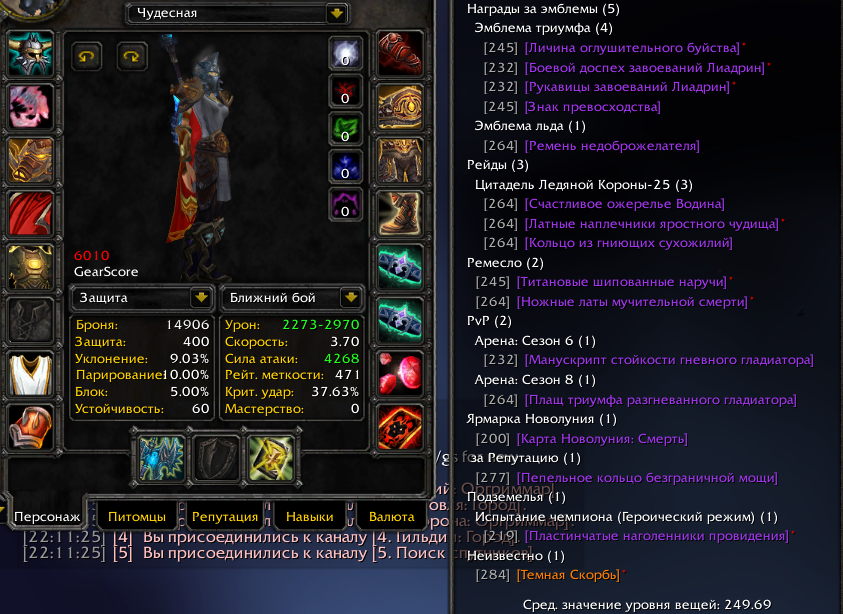 Чудесная
0
0
0
0
0
6010
GearScore
Защита
Броня: 14906
Защита: 400
Уклонение: 9.03%
Парирование: 10.00%
Блок: 5.00%
Устойчивость: 60
Ближний бой
Урон: 2273-2970
Скорость: 3.70
Сила атаки: 4268
Рейт. меткости: 471
Крит. удар: 37.63%
Мастерство: 0
Персонаж
Питомцы
Репутация
Навыки
Валюта
[22:11:25] [4] Вы присоединились к каналу [4. Гильдии: Город].
[22:11:25] [5] Вы присоединились к каналу [5. Поиск спутников]
Награды за эмблемы (5)
Эмблема триумфа (4)
[245] [Личина оглушительного буйства]*
[232] [Боевой доспех завоеваний Лиадрин]*
[232] [Рукавицы завоеваний Лиадрин]*
[245] [Знак превосходства]
Эмблема льда (1)
[264] [Ремень недоброжелателя]
Рейды (3)
Цитадель Ледяной Короны-25 (3)
[264] [Счастливое ожерелье Водина]
[264] [Латные наплечники яростного чудища]*
[264] [Кольцо из гниющих сухожилий]
Ремесло (2)
[245] [Титановые шипованные наручи]*
[264] [Ножные латы мучительной смерти]*
PvP (2)
Арена: Сезон 6 (1)
[232] [Манускрипт стойкости гневного гладиатора]
Арена: Сезон 8 (1)
[264] [Плащ триумфа разгневанного гладиатора]
Ярмарка Новолуния (1)
[200] [Карта Новолуния: Смерть]
за Репутацию (1)
[277] [Пепельное кольцо безграничной мощи]
Подземелья (1)
Испытание чемпиона (Героический режим) (1)
[219] [Пластинчатые наголенники провидения]*
Неизвестно (1)
[284] [Темная Скорбь]*
Сред. значение уровня вещей: 249.69